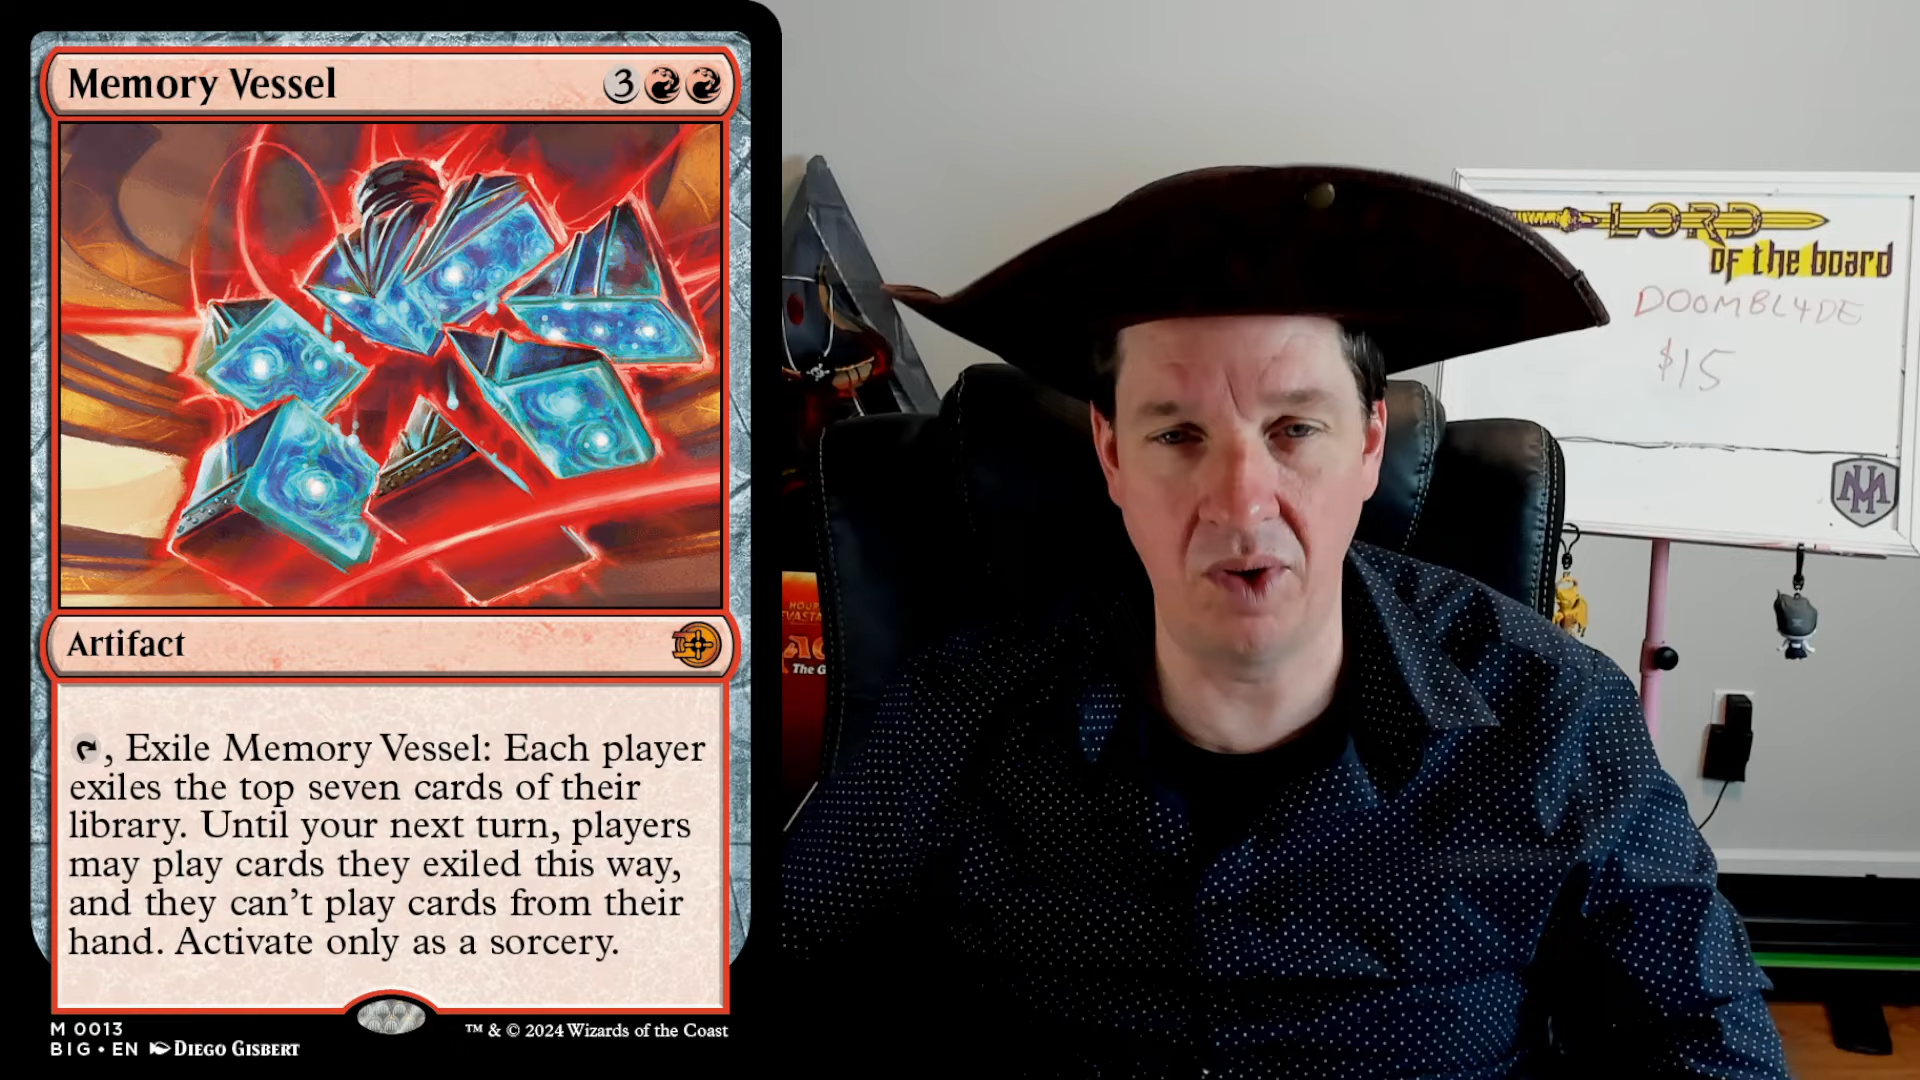 Memory Vessel
3
Artifact
, Exile Memory Vessel: Each player
exiles the top seven cards of their
library. Until your next turn, players
may play cards they exiled this way,
and they can't play cards from their
hand. Activate only as a sorcery.
M 0013
BIG • EN DIEGO GISBERT
™ & © 2024 Wizards of the Coast
LORD
of the board
DOOMBL4DE
$15
The G